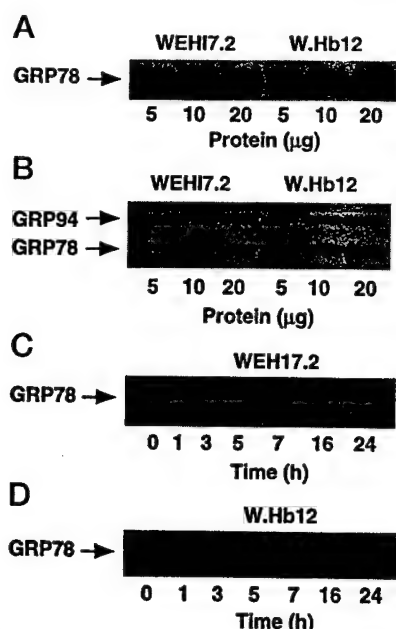 A
WEHI7.2 W.Hb12
GRP78
5 10 20 5 10 20
Protein (μg)
B
WEHI7.2 W.Hb12
GRP94
GRP78
5 10 20 5 10 20
Protein (μg)
C
WEH17.2
GRP78
0 1 3 5 7 16 24
Time (h)
D
W.Hb12
GRP78
0 1 3 5 7 16 24
Time (h)